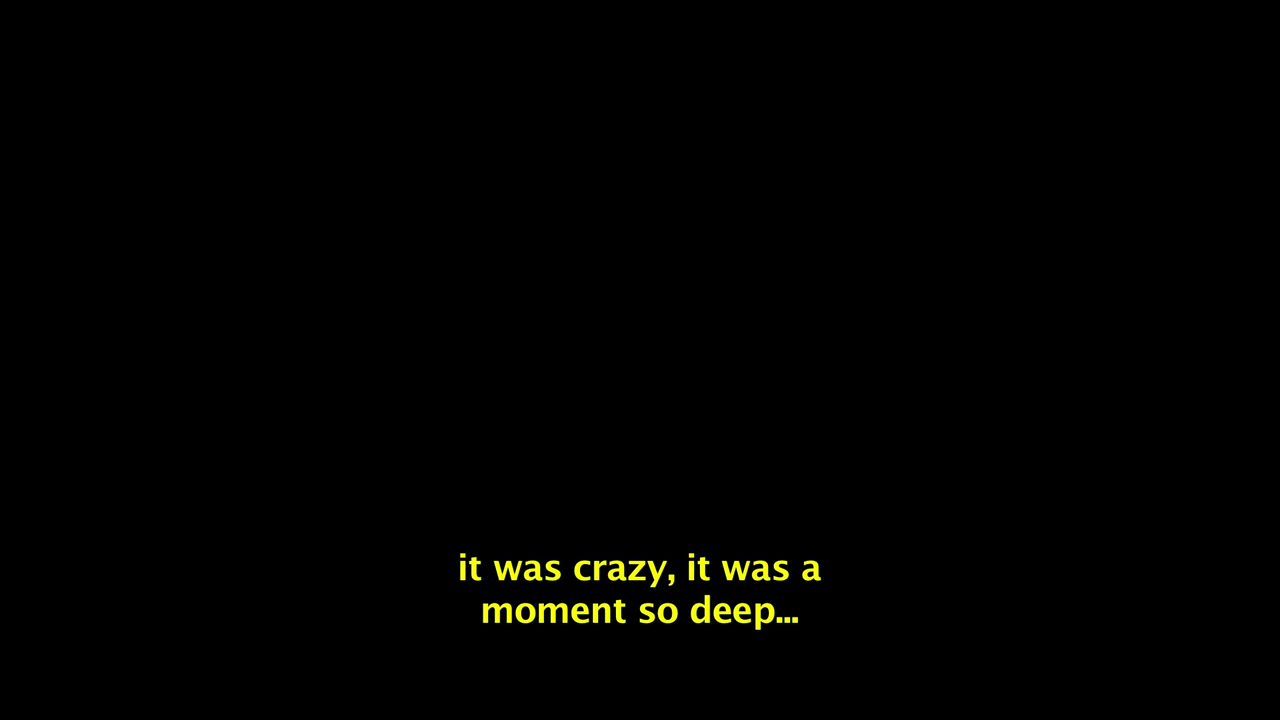 it was crazy, it was a
moment so deep...